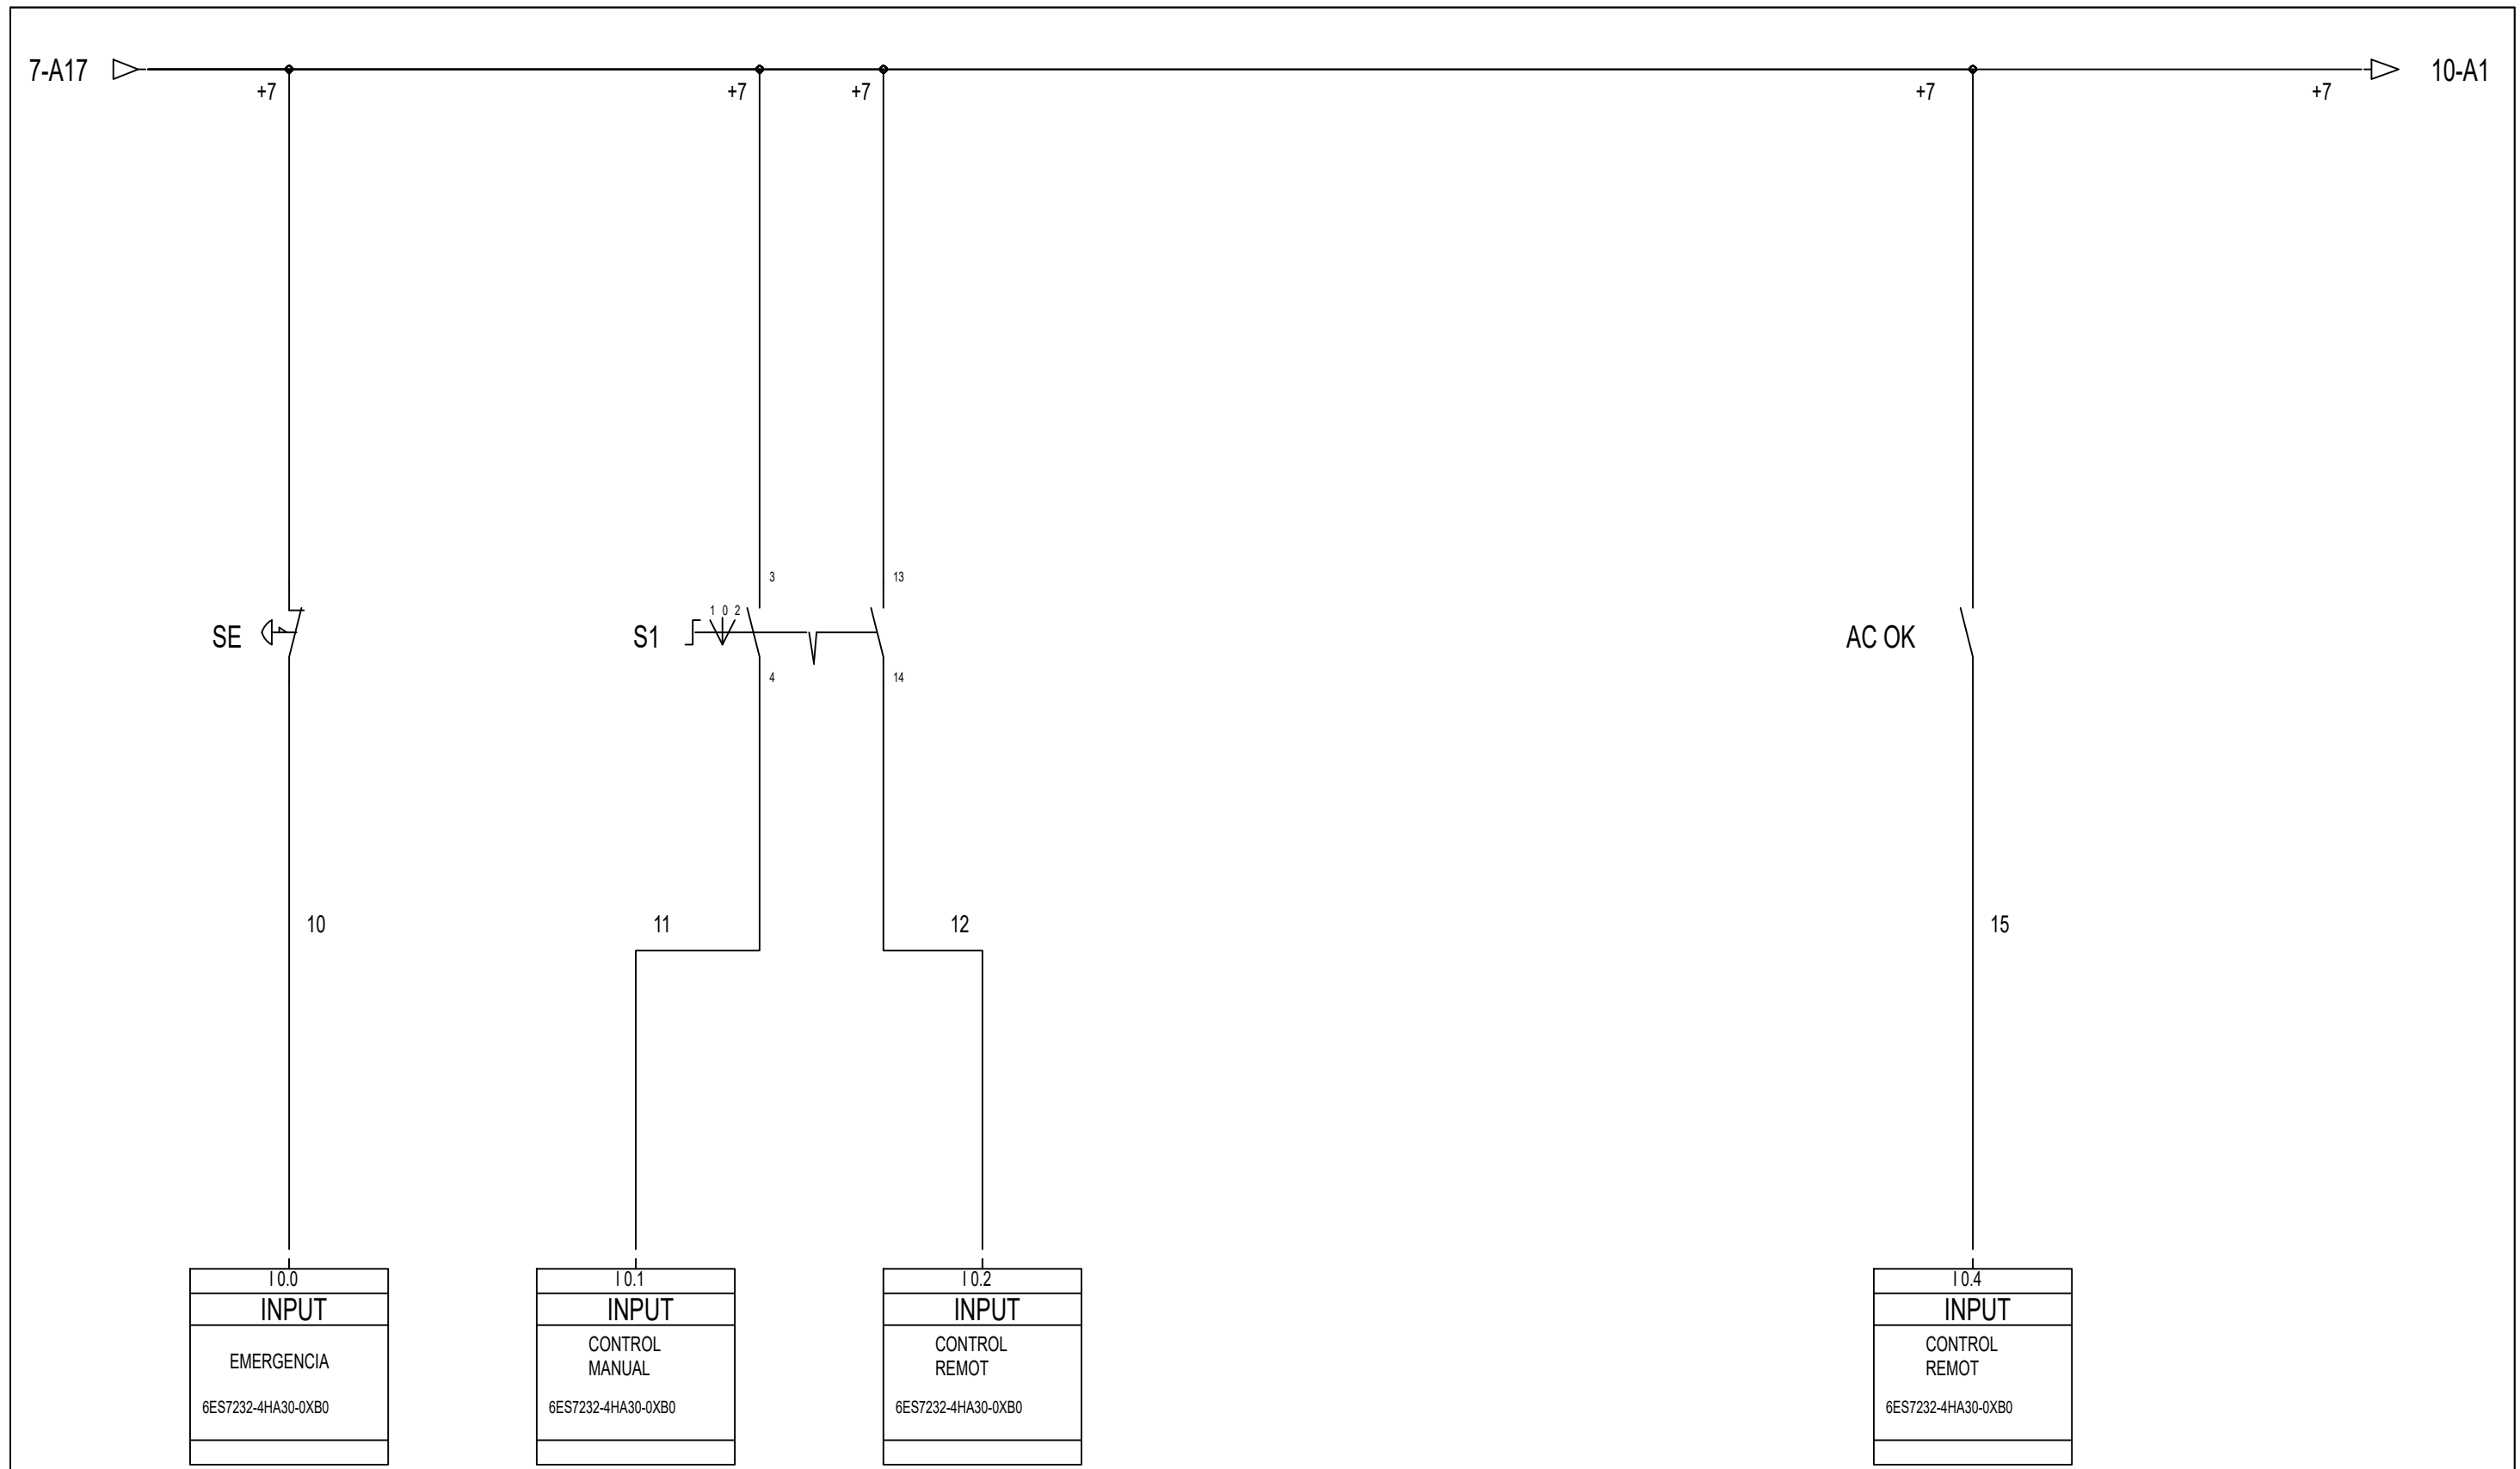 7-A17
10-A1
+7
+7
+7
+7
+7
3
13
1 0 2
SE
S1
AC OK
4
14
10
11
12
15
I 0.0
I 0.1
I 0.2
I 0.4
INPUT
INPUT
INPUT
INPUT
EMERGENCIA
CONTROL
MANUAL
CONTROL
REMOT
CONTROL
REMOT
6ES7232-4HA30-0XB0
6ES7232-4HA30-0XB0
6ES7232-4HA30-0XB0
6ES7232-4HA30-0XB0